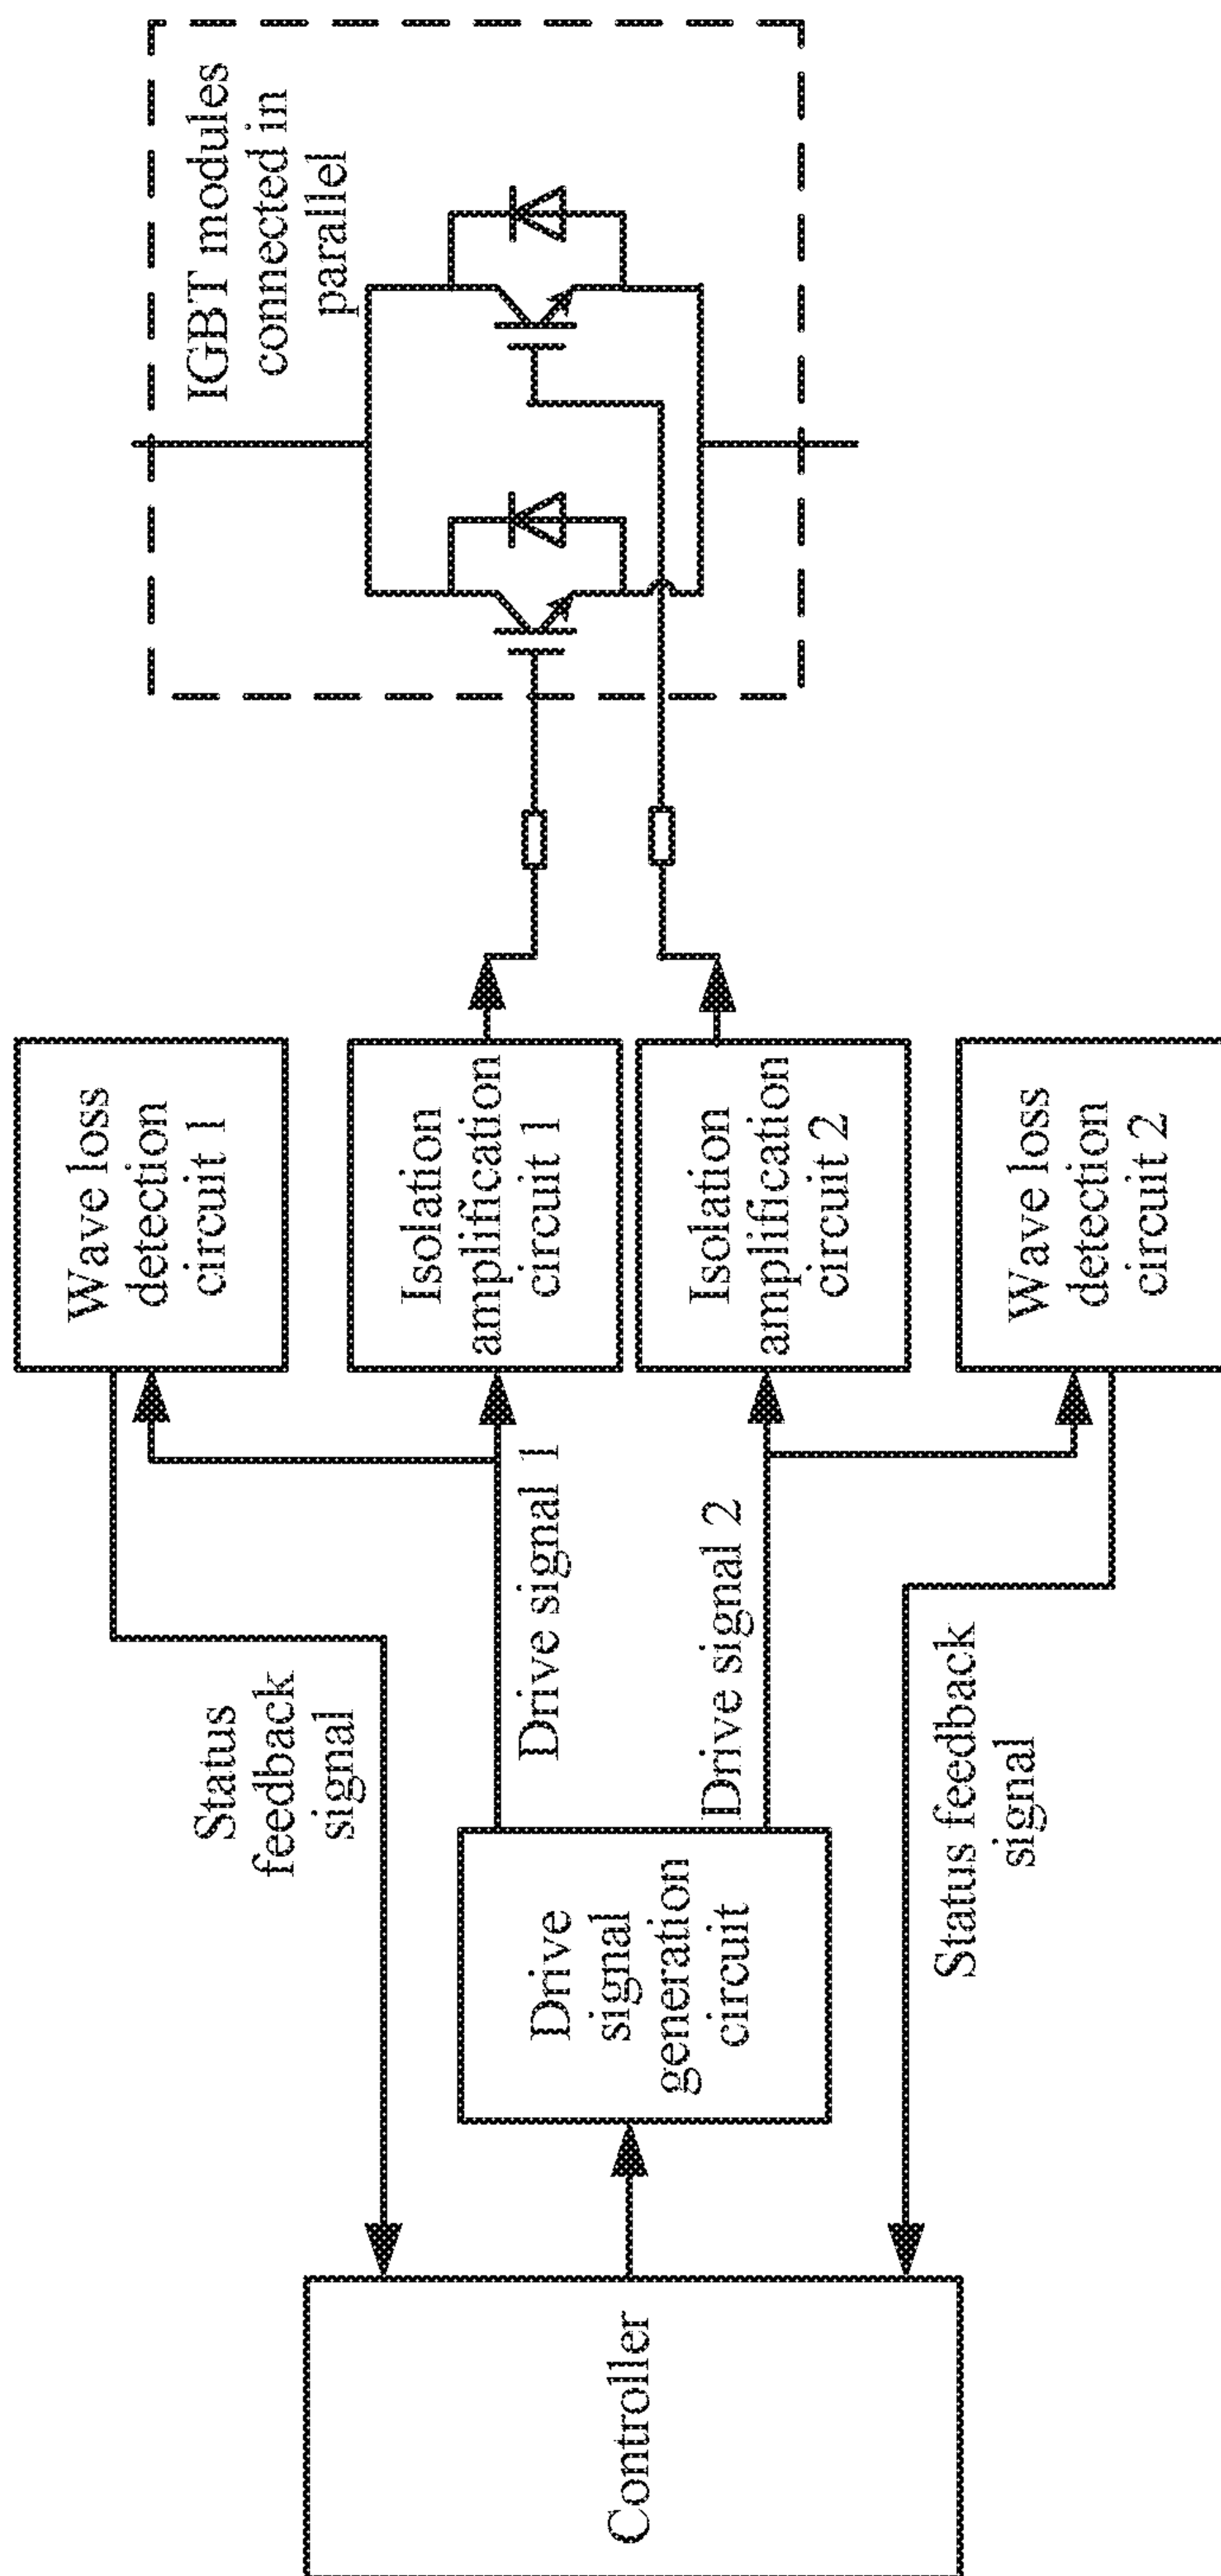 Controller
Drive
signal
generation
circuit
Status
feedback
signal
Drive signal 1
Drive signal 2
Status feedback
signal
Wave loss
detection
circuit 1
Isolation
amplification
circuit 1
Isolation
amplification
circuit 2
Wave loss
detection
circuit 2
IGBT modules
connected in
parallel